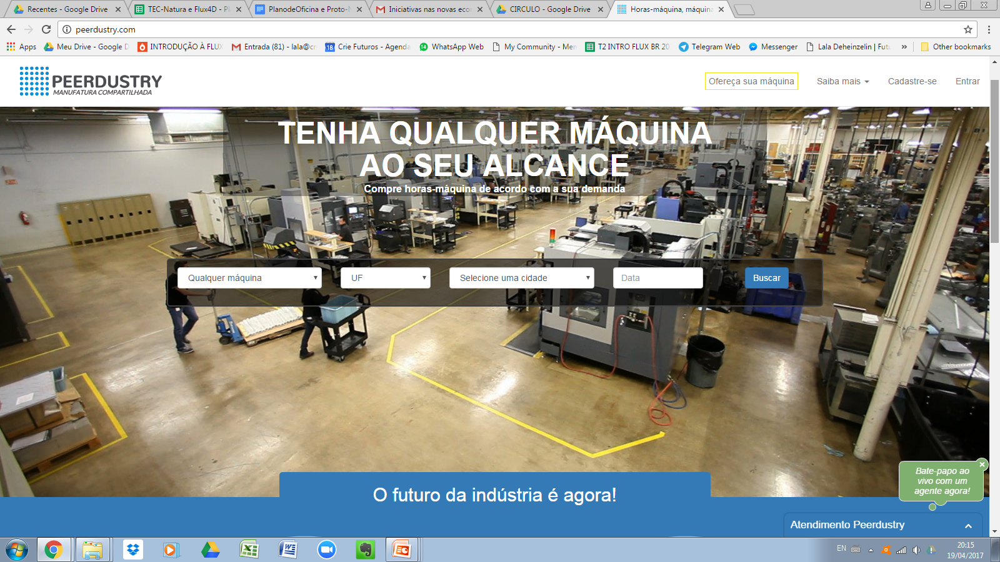 Recentes - Google Drive
TEC-Natura e Flux4D - Pl
PlanodeOficina e Proto-M
Iniciativas nas novas eco
CIRCULO - Google Drive
Horas-máquina, máquina
peerdustry.com
Apps
Meu Drive - Google D
INTRODUÇÃO À FLUX
Entrada (81) - lala@c
18
Crie Futuros - Agenda
14
WhatsApp Web
My Community - Me
T2 INTRO FLUX BR 20
Telegram Web
Messenger
Lala Deheinzelin | Fut
»
Other bookmarks
PEERDUSTRY
MANUFATURA COMPARTILHADA
Ofereça sua máquina
Saiba mais
Cadastre-se
Entrar
TENHA QUALQUER MÁQUINA
AO SEU ALCANCE
Compre horas-máquina de acordo com a sua demanda
Qualquer máquina
UF
Selecione uma cidade
Data
Buscar
O futuro da indústria é agora!
Bate-papo ao
vivo com um
agente agora!
Atendimento Peerdustry
EN
20:15
19/04/2017